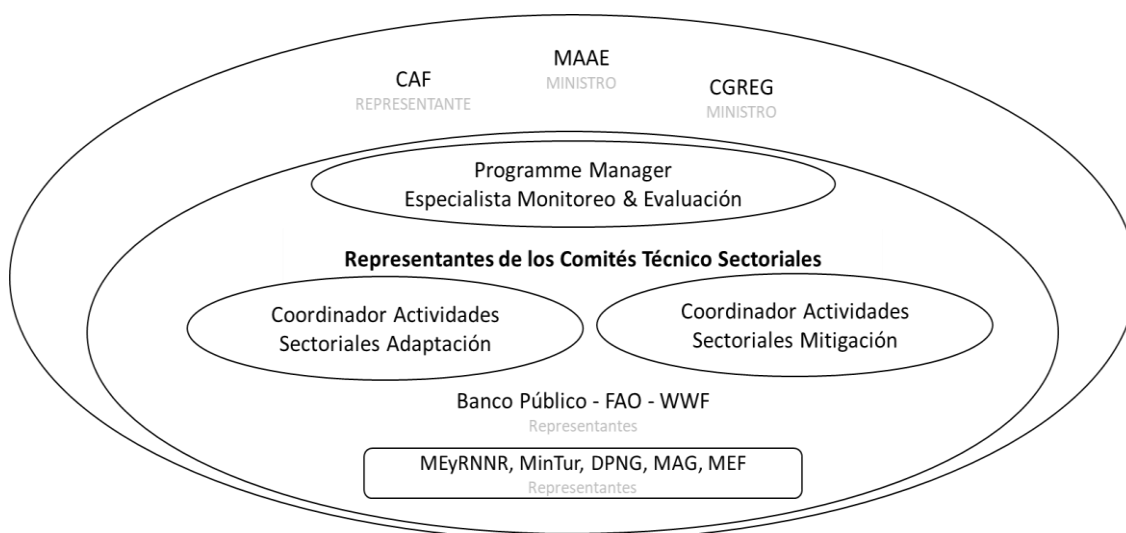 CAF
REPRESENTANTE
MAAE
MINISTRO
CGREG
MINISTRO
Programme Manager
Especialista Monitoreo & Evaluación
Representantes de los Comités Técnico Sectoriales
Coordinador Actividades
Sectoriales Adaptación
Coordinador Actividades
Sectoriales Mitigación
Banco Público - FAO - WWF
Representantes
MEyRNNR, MinTur, DPNG, MAG, MEF
Representantes